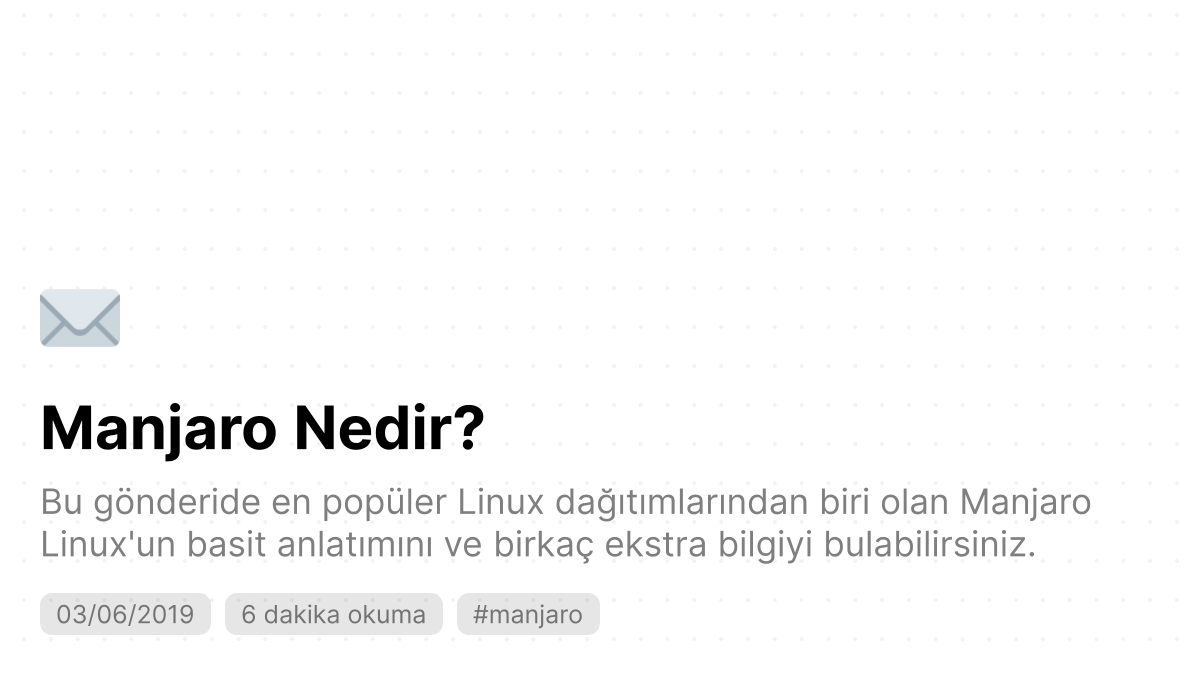 Manjaro Nedir?
Bu gönderide en popüler Linux dağıtımlarından biri olan Manjaro
Linux'un basit anlatımını ve birkaç ekstra bilgiyi bulabilirsiniz.
03/06/2019 6 dakika okuma #manjaro